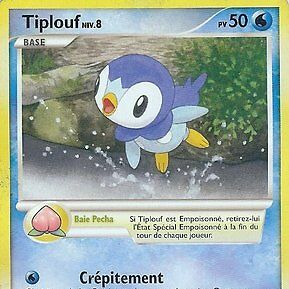 Tiplouf NIV.8 PV 50
BASE
Baie Pecha
Si Tiplouf est Empoisonné, retirez-lui
l'État Spécial Empoisonné à la fin du
tour de chaque joueur.
Crépitement